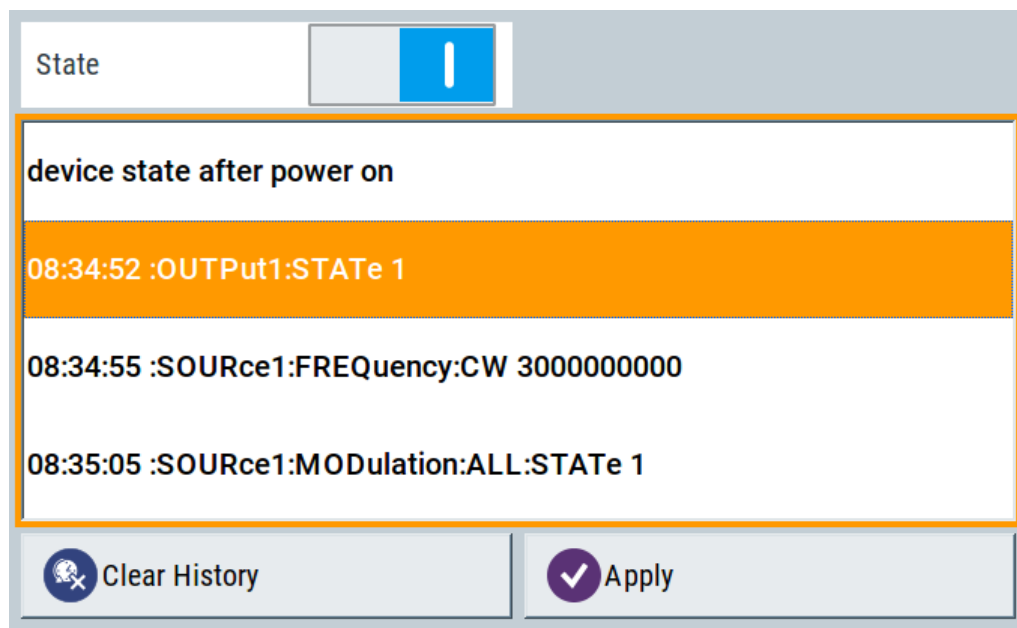 State
device state after power on
08:34:52 :OUTPut1:STATe 1
08:34:55 :SOURce1:FREQuency:CW 3000000000
08:35:05 :SOURce1:MODulation:ALL:STATe 1
Clear History
Apply